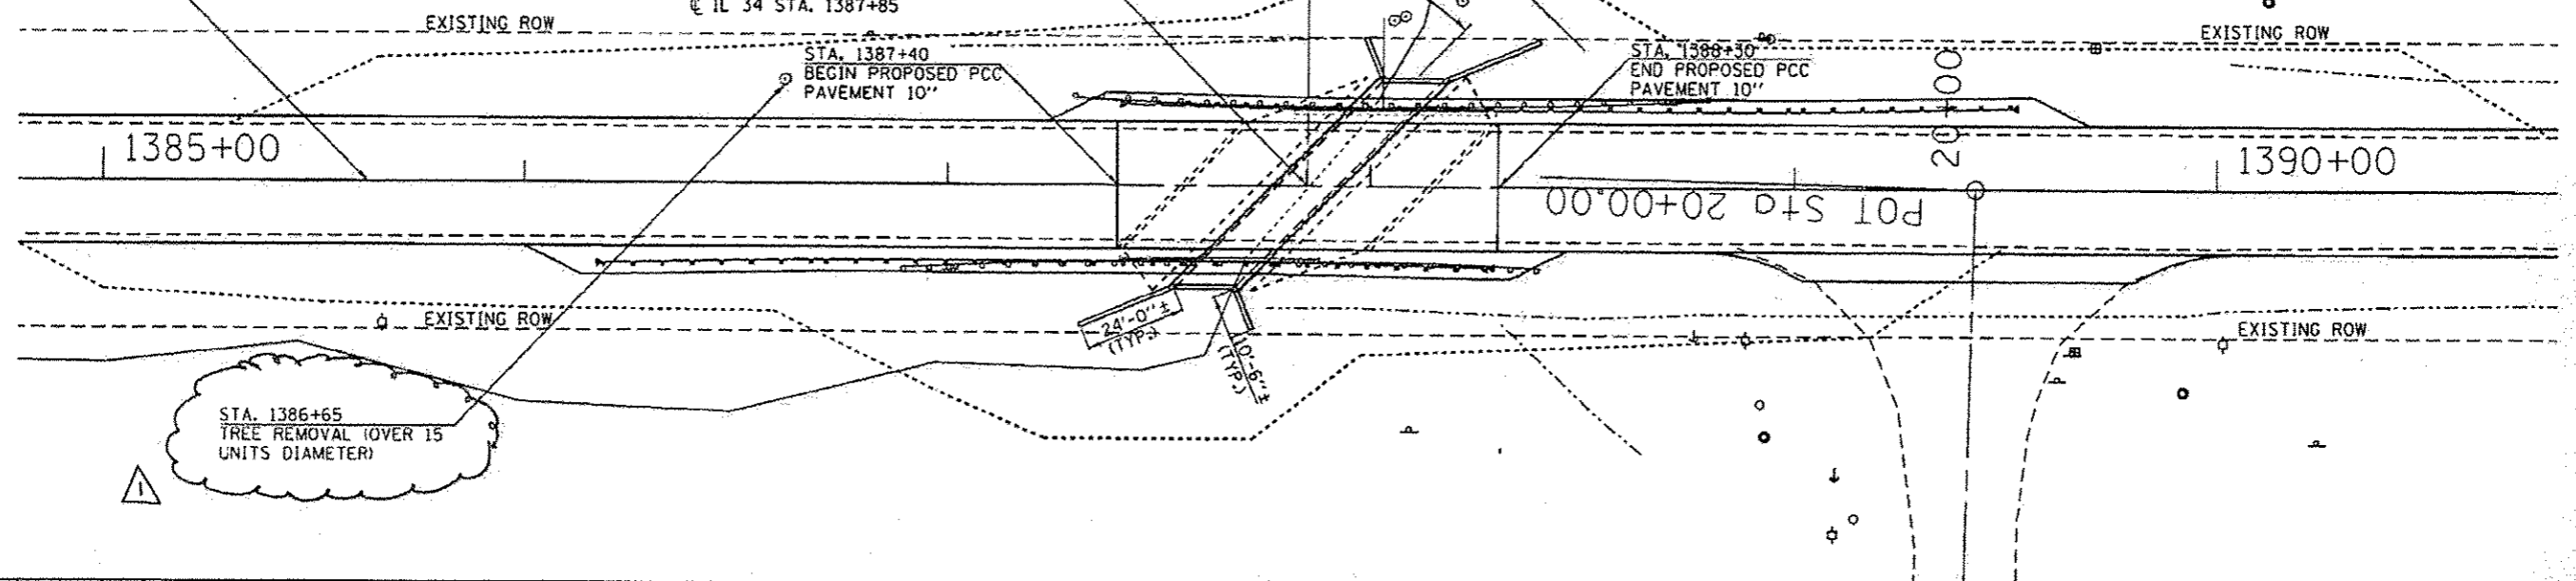 ℄ IL 34 STA. 1387+85
EXISTING ROW
STA. 1387+40
BEGIN PROPOSED PCC
PAVEMENT 10''
STA. 1388+30
END PROPOSED PCC
PAVEMENT 10''
EXISTING ROW
20+00
1385+00
1390+00
POT Sta 20+00.00
EXISTING ROW
24'-0'' ±
(TYP.)
10'-6'' ±
(TYP.)
EXISTING ROW
STA. 1386+65
TREE REMOVAL (OVER 15
UNITS DIAMETER)
1